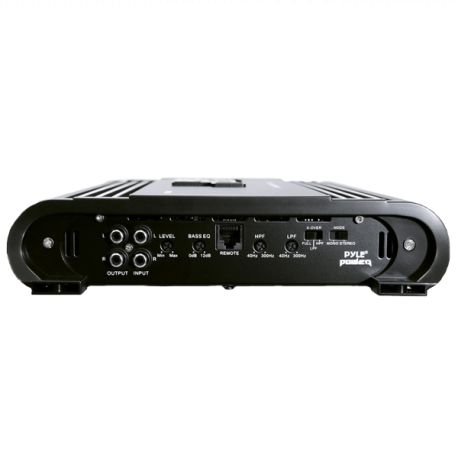 L L LEVEL BASS EQ HPF LPF X-OVER MODE
R R Min Max 0dB 12dB REMOTE 40Hz 300Hz 40Hz 300Hz FULL HPF MONO STEREO
LPF
OUTPUT INPUT
PYLE
power